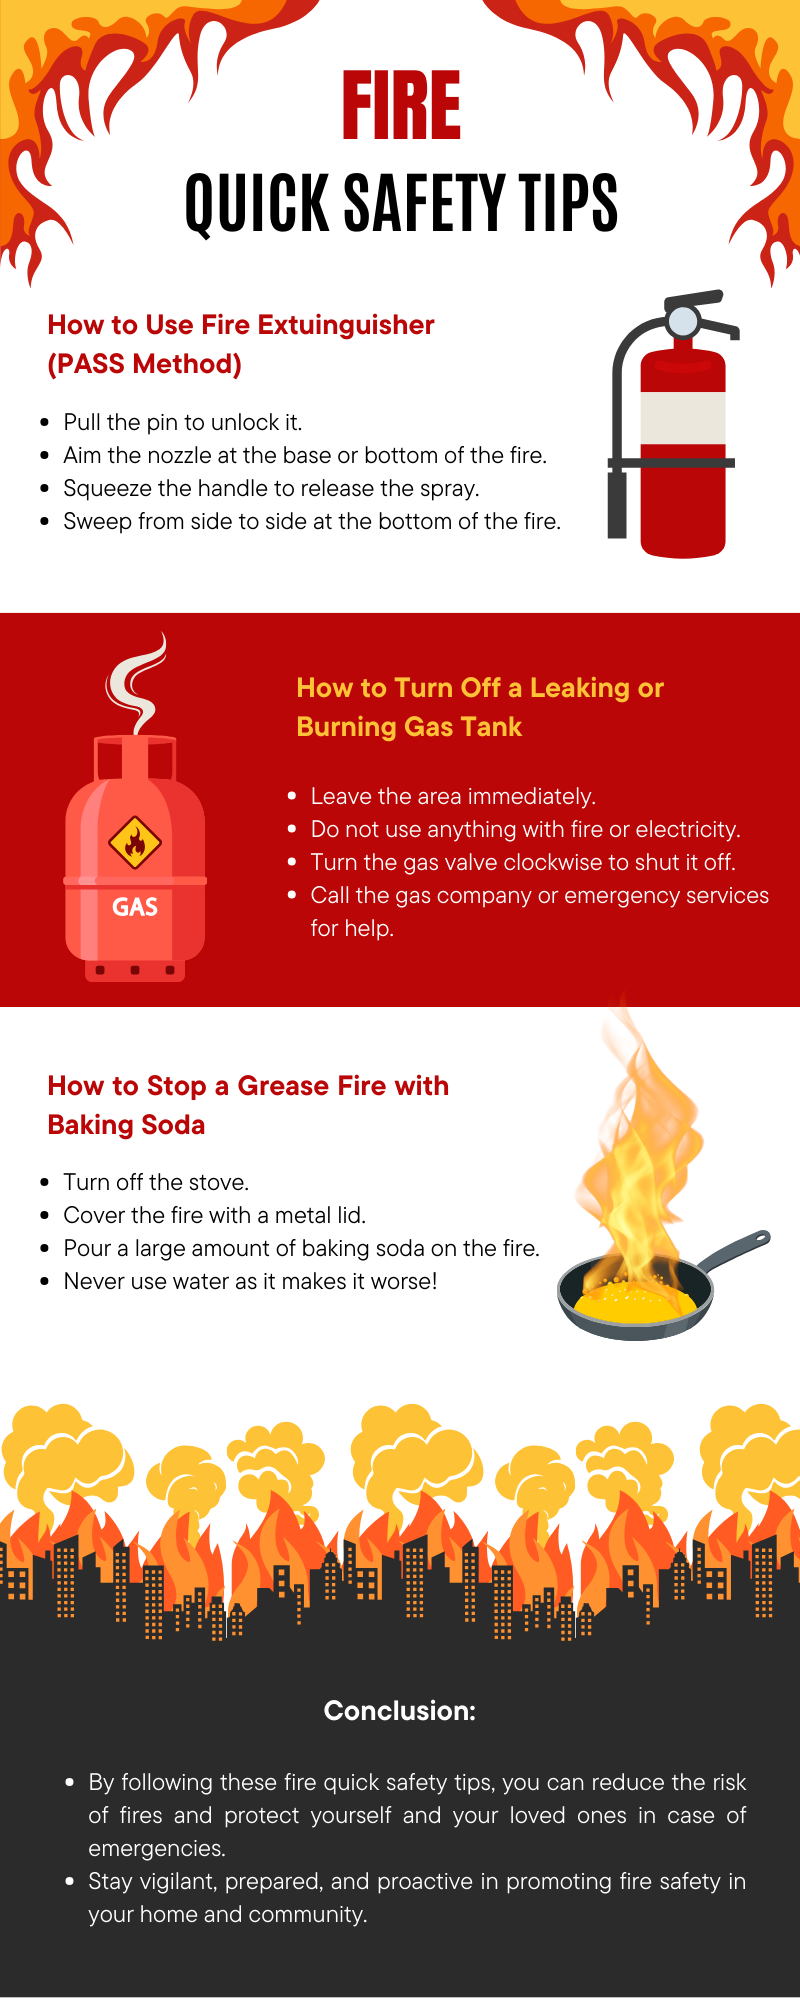 FIRE
QUICK SAFETY TIPS
How to Use Fire Extuinguisher
(PASS Method)
• Pull the pin to unlock it.
• Aim the nozzle at the base or bottom of the fire.
• Squeeze the handle to release the spray.
• Sweep from side to side at the bottom of the fire.
GAS
How to Turn Off a Leaking or
Burning Gas Tank
• Leave the area immediately.
• Do not use anything with fire or electricity.
• Turn the gas valve clockwise to shut it off.
• Call the gas company or emergency services
for help.
How to Stop a Grease Fire with
Baking Soda
• Turn off the stove.
• Cover the fire with a metal lid.
• Pour a large amount of baking soda on the fire.
• Never use water as it makes it worse!
Conclusion:
• By following these fire quick safety tips, you can reduce the risk
of fires and protect yourself and your loved ones in case of
emergencies.
• Stay vigilant, prepared, and proactive in promoting fire safety in
your home and community.